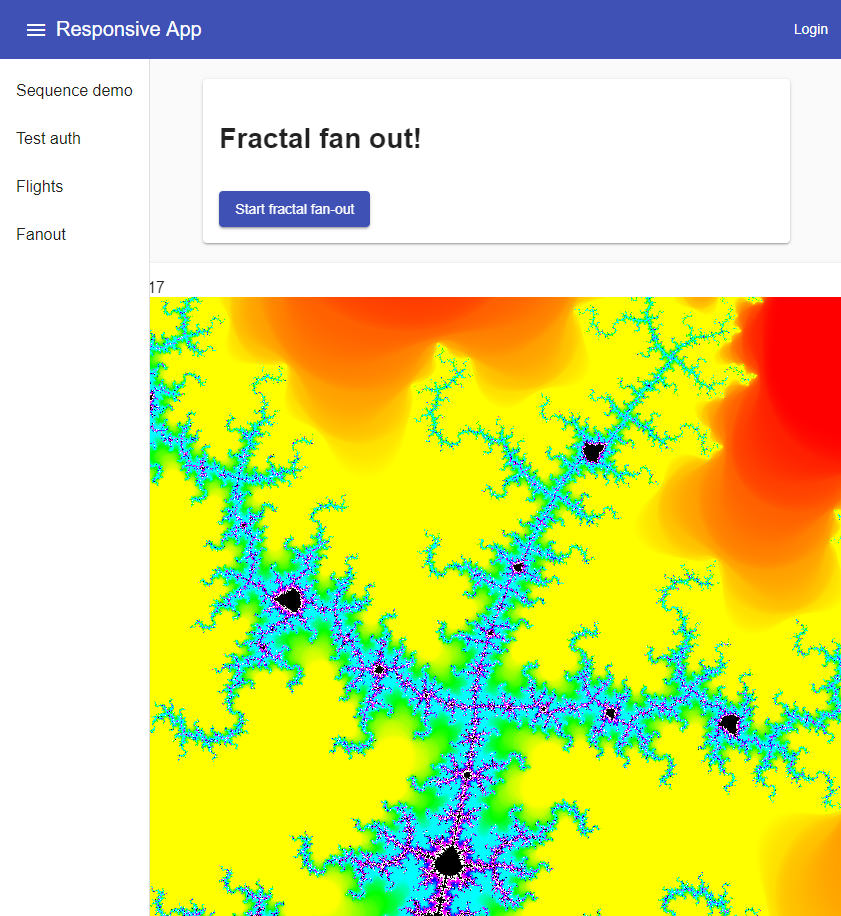 Responsive App
Login
Sequence demo
Test auth
Flights
Fanout
Fractal fan out!
Start fractal fan-out
17